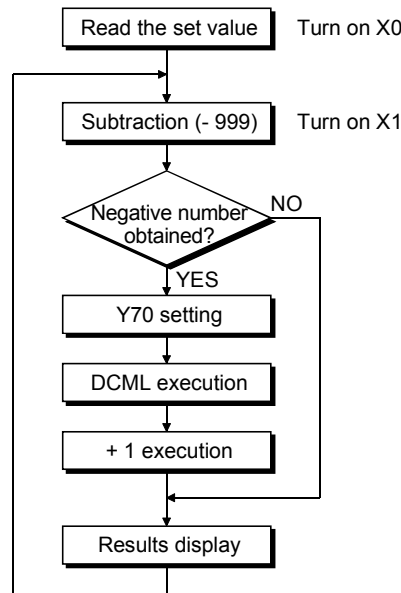 Read the set value
Turn on X0
Subtraction (- 999)
Turn on X1
Negative number
obtained?
NO
YES
Y70 setting
DCML execution
+ 1 execution
Results display